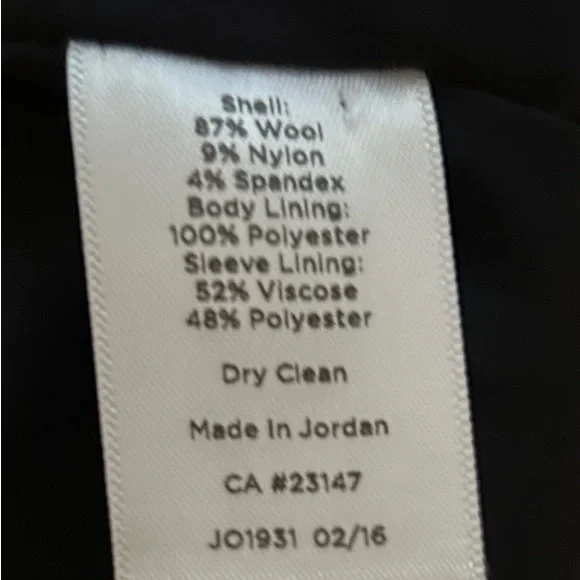 Shell:
87% Wool
9% Nylon
4% Spandex
Body Lining:
100% Polyester
Sleeve Lining:
52% Viscose
48% Polyester
Dry Clean
Made In Jordan
CA #23147
JO1931 02/16